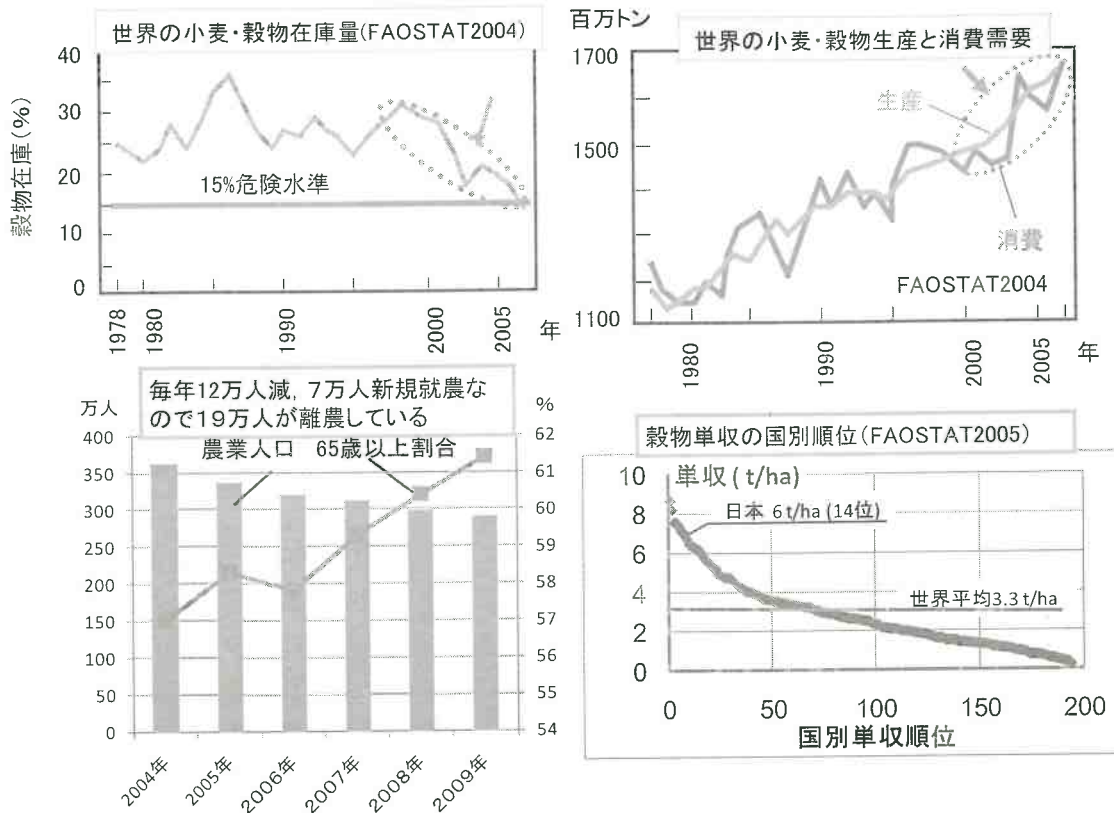 世界の小麦・穀物在庫量(FAOSTAT2004)
穀物在庫(%)
40
30
20
10
0
15%危険水準
1978
1980
1990
2000
2005
年
百万トン
世界の小麦・穀物生産と消費需要
1700
1500
1100
生産
消費
FAOSTAT2004
1980
1990
2000
2005
年
毎年12万人減，7万人新規就農な
ので19万人が離農している
万人
%
農業人口 65歳以上割合
400
350
300
250
200
150
100
50
0
62
61
60
59
58
57
56
55
54
2004年
2005年
2006年
2007年
2008年
2009年
穀物単収の国別順位(FAOSTAT2005)
単収(t/ha)
10
8
6
4
2
0
日本 6 t/ha (14位)
世界平均3.3 t/ha
0
50
100
150
200
国別単収順位